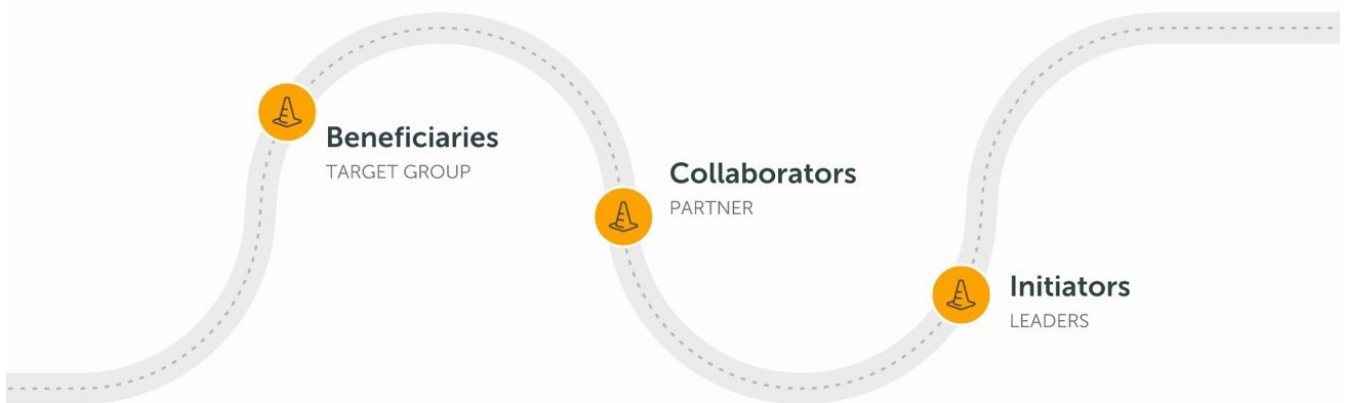 Beneficiaries
TARGET GROUP
Collaborators
PARTNER
Initiators
LEADERS